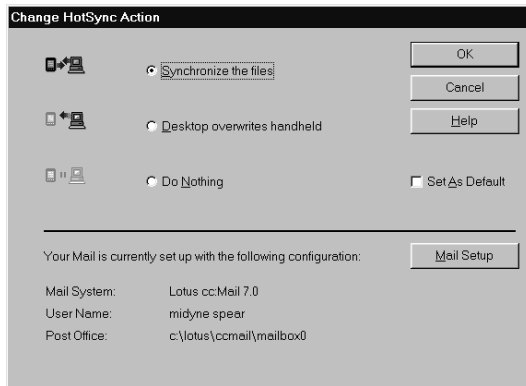 Change HotSync Action
OK
Synchronize the files
Cancel
Desktop overwrites handheld
Help
Do Nothing
Set As Default
Your Mail is currently set up with the following configuration:
Mail Setup
Mail System: Lotus cc:Mail 7.0
User Name: midyne spear
Post Office: c:\lotus\ccmail\mailbox0